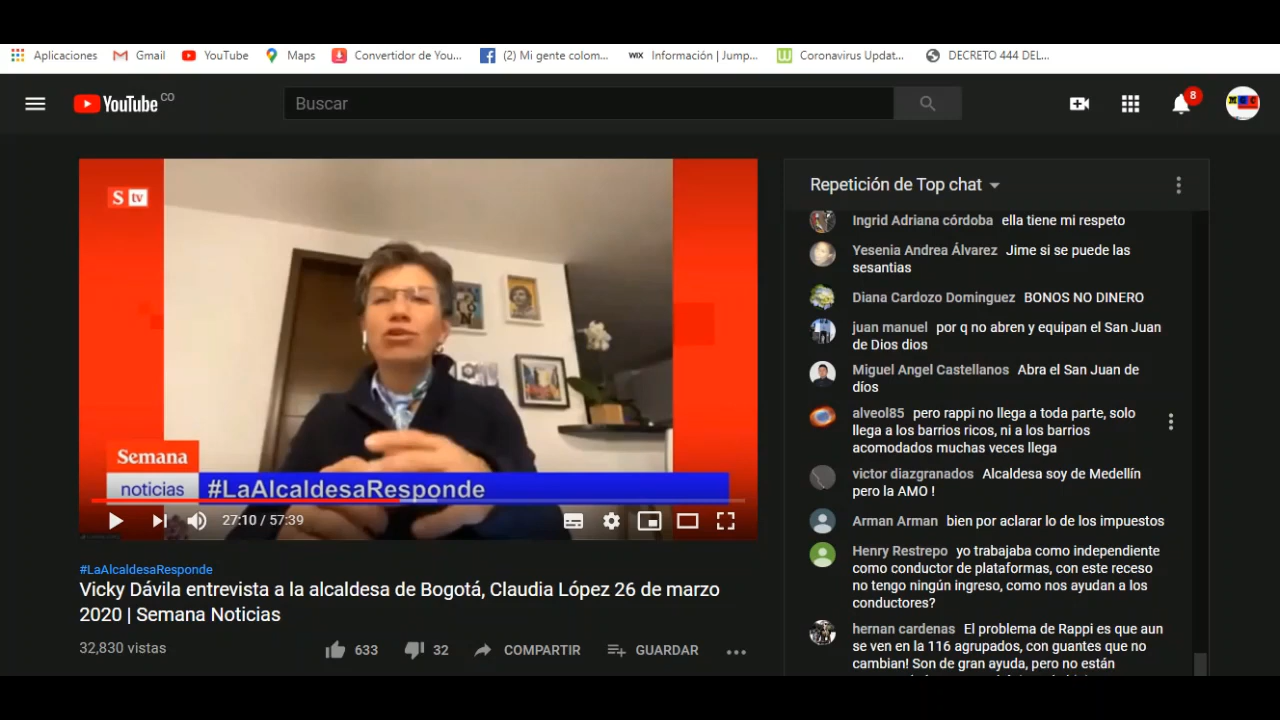 Aplicaciones Gmail YouTube Maps Convertidor de You... (2) Mi gente colom... WIX Información | Jump... W Coronavirus Updat... DECRETO 444 DEL...
YouTube CO
Buscar
8
S tv
Semana
noticias
#LaAlcaldesaResponde
27:10 / 57:39
#LaAlcaldesaResponde
Vicky Dávila entrevista a la alcaldesa de Bogotá, Claudia López 26 de marzo
2020 | Semana Noticias
32,830 vistas
633 32 COMPARTIR GUARDAR
Repetición de Top chat
Ingrid Adriana córdoba ella tiene mi respeto
Yesenia Andrea Álvarez Jime si se puede las
sesantias
Diana Cardozo Dominguez BONOS NO DINERO
juan manuel por q no abren y equipan el San Juan
de Dios dios
Miguel Angel Castellanos Abra el San Juan de
díos
alveol85 pero rappi no llega a toda parte, solo
llega a los barrios ricos, ni a los barrios
acomodados muchas veces llega
victor diazgranados Alcaldesa soy de Medellín
pero la AMO !
Arman Arman bien por aclarar lo de los impuestos
Henry Restrepo yo trabajaba como independiente
como conductor de plataformas, con este receso
no tengo ningún ingreso, como nos ayudan a los
conductores?
hernan cardenas El problema de Rappi es que aun
se ven en la 116 agrupados, con guantes que no
cambian! Son de gran ayuda, pero no están